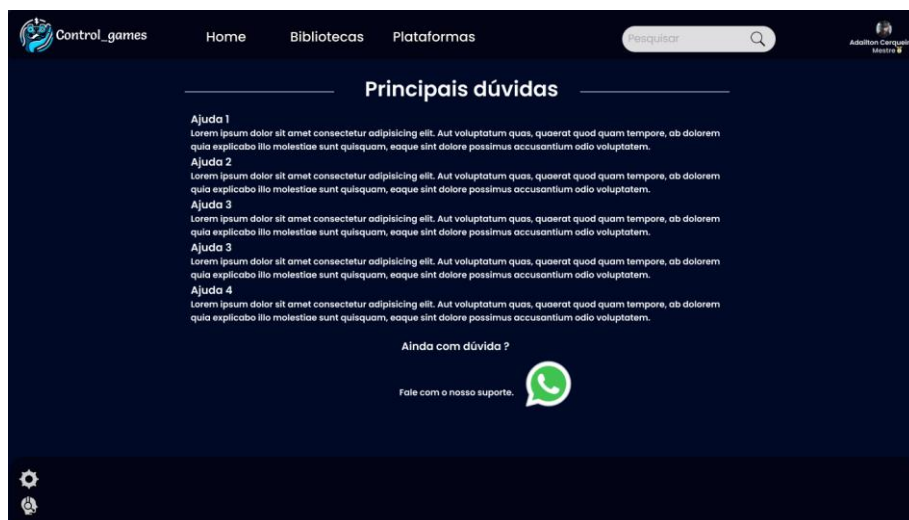 Control_games
Home
Bibliotecas
Plataformas
Pesquisar
Adailton Cerqueir
Mestre
Principais dúvidas
Ajuda 1
Lorem ipsum dolor sit amet consectetur adipisicing elit. Aut voluptatum quas, quaerat quod quam tempore, ab dolorem
quia explicabo illo molestiae sunt quisquam, eaque sint dolore possimus accusantium odio voluptatem.
Ajuda 2
Lorem ipsum dolor sit amet consectetur adipisicing elit. Aut voluptatum quas, quaerat quod quam tempore, ab dolorem
quia explicabo illo molestiae sunt quisquam, eaque sint dolore possimus accusantium odio voluptatem.
Ajuda 3
Lorem ipsum dolor sit amet consectetur adipisicing elit. Aut voluptatum quas, quaerat quod quam tempore, ab dolorem
quia explicabo illo molestiae sunt quisquam, eaque sint dolore possimus accusantium odio voluptatem.
Ajuda 3
Lorem ipsum dolor sit amet consectetur adipisicing elit. Aut voluptatum quas, quaerat quod quam tempore, ab dolorem
quia explicabo illo molestiae sunt quisquam, eaque sint dolore possimus accusantium odio voluptatem.
Ajuda 4
Lorem ipsum dolor sit amet consectetur adipisicing elit. Aut voluptatum quas, quaerat quod quam tempore, ab dolorem
quia explicabo illo molestiae sunt quisquam, eaque sint dolore possimus accusantium odio voluptatem.
Ainda com dúvida ?
Fale com o nosso suporte.